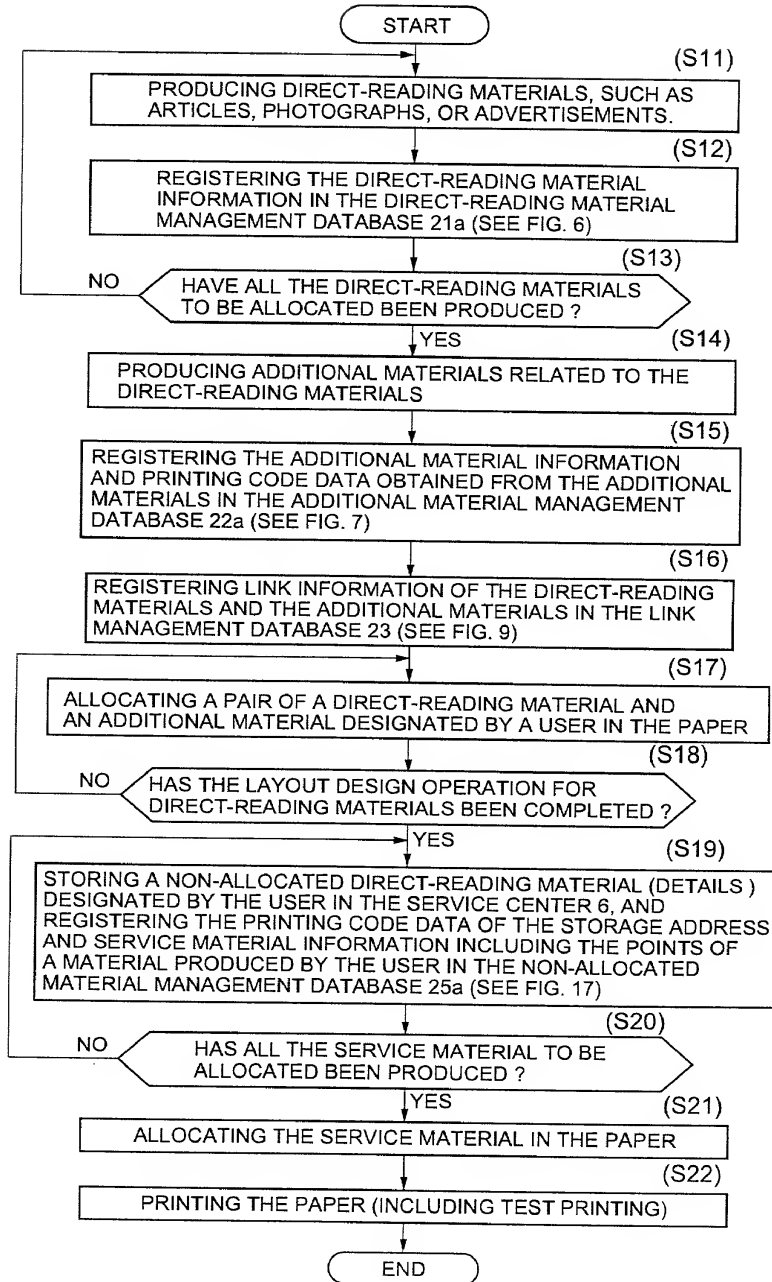 START
(S11)
PRODUCING DIRECT-READING MATERIALS, SUCH AS
ARTICLES, PHOTOGRAPHS, OR ADVERTISEMENTS.
(S12)
REGISTERING THE DIRECT-READING MATERIAL
INFORMATION IN THE DIRECT-READING MATERIAL
MANAGEMENT DATABASE 21a (SEE FIG. 6)
(S13)
NO
HAVE ALL THE DIRECT-READING MATERIALS
TO BE ALLOCATED BEEN PRODUCED ?
YES
(S14)
PRODUCING ADDITIONAL MATERIALS RELATED TO THE
DIRECT-READING MATERIALS
(S15)
REGISTERING THE ADDITIONAL MATERIAL INFORMATION
AND PRINTING CODE DATA OBTAINED FROM THE ADDITIONAL
MATERIALS IN THE ADDITIONAL MATERIAL MANAGEMENT
DATABASE 22a (SEE FIG. 7)
(S16)
REGISTERING LINK INFORMATION OF THE DIRECT-READING
MATERIALS AND THE ADDITIONAL MATERIALS IN THE LINK
MANAGEMENT DATABASE 23 (SEE FIG. 9)
(S17)
ALLOCATING A PAIR OF A DIRECT-READING MATERIAL AND
AN ADDITIONAL MATERIAL DESIGNATED BY A USER IN THE PAPER
(S18)
NO
HAS THE LAYOUT DESIGN OPERATION FOR
DIRECT-READING MATERIALS BEEN COMPLETED ?
YES
(S19)
STORING A NON-ALLOCATED DIRECT-READING MATERIAL (DETAILS )
DESIGNATED BY THE USER IN THE SERVICE CENTER 6, AND
REGISTERING THE PRINTING CODE DATA OF THE STORAGE ADDRESS
AND SERVICE MATERIAL INFORMATION INCLUDING THE POINTS OF
A MATERIAL PRODUCED BY THE USER IN THE NON-ALLOCATED
MATERIAL MANAGEMENT DATABASE 25a (SEE FIG. 17)
(S20)
NO
HAS ALL THE SERVICE MATERIAL TO BE
ALLOCATED BEEN PRODUCED ?
YES
(S21)
ALLOCATING THE SERVICE MATERIAL IN THE PAPER
(S22)
PRINTING THE PAPER (INCLUDING TEST PRINTING)
END